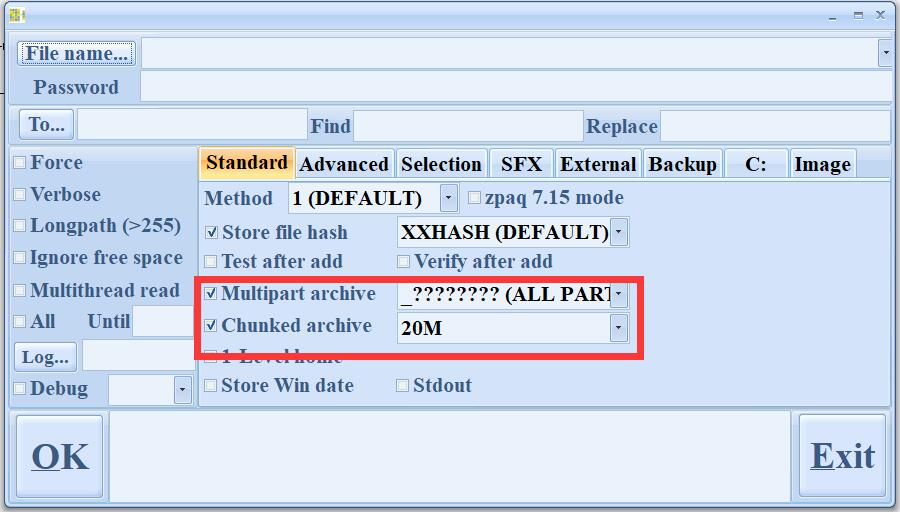 File name...
Password
To... Find Replace
Force
Verbose
Longpath (>255)
Ignore free space
Multithread read
All Until
Log...
Debug
Standard Advanced Selection SFX External Backup C: Image
Method 1 (DEFAULT) zpaq 7.15 mode
Store file hash XXHASH (DEFAULT)
Test after add Verify after add
Multipart archive _???????? (ALL PART
Chunked archive 20M
1-Level home
Store Win date Stdout
OK Exit